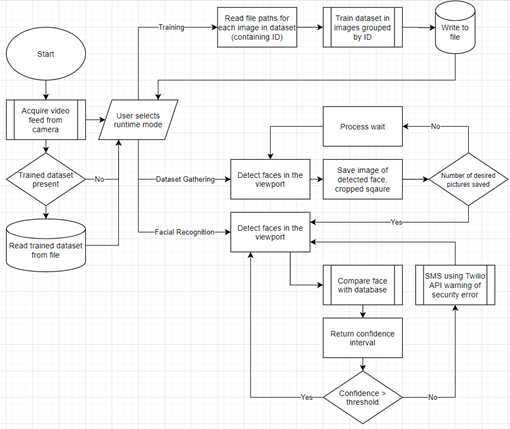 Training
Read file paths for
each image in dataset
(containing ID)
Train dataset in
images grouped
by ID
Write to
file
Start
Acquire video
feed from
camera
User selects
runtime mode
Process wait
No
Trained dataset
present
No
Dataset Gathering
Detect faces in the
viewport
Save image of
detected face,
cropped sqaure
Number of desired
pictures saved
Yes
Read trained dataset
from file
Facial Recognition
Detect faces in the
viewport
Compare face
with database
SMS using Twilio
API warning of
security error
Return confidence
interval
Yes
Confidence >
threshold
No